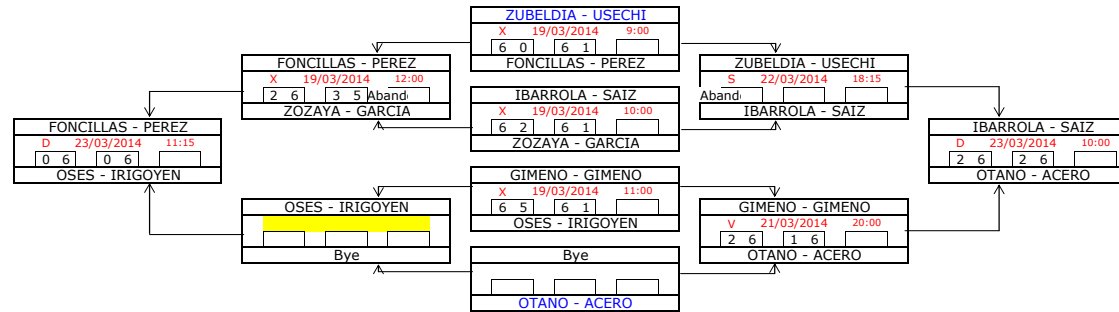 ZUBELDIA - USECHI
X 19/03/2014 9:00
6 0 6 1
FONCILLAS - PEREZ
FONCILLAS - PEREZ
X 19/03/2014 12:00
2 6 3 5 Aband
ZOZAYA - GARCIA
ZUBELDIA - USECHI
S 22/03/2014 18:15
Aband
IBARROLA - SAIZ
IBARROLA - SAIZ
X 19/03/2014 10:00
6 2 6 1
ZOZAYA - GARCIA
FONCILLAS - PEREZ
D 23/03/2014 11:15
0 6 0 6
OSES - IRIGOYEN
IBARROLA - SAIZ
D 23/03/2014 10:00
2 6 2 6
OTANO - ACERO
GIMENO - GIMENO
X 19/03/2014 11:00
6 5 6 1
OSES - IRIGOYEN
OSES - IRIGOYEN
Bye
GIMENO - GIMENO
V 21/03/2014 20:00
2 6 1 6
OTANO - ACERO
Bye
OTANO - ACERO